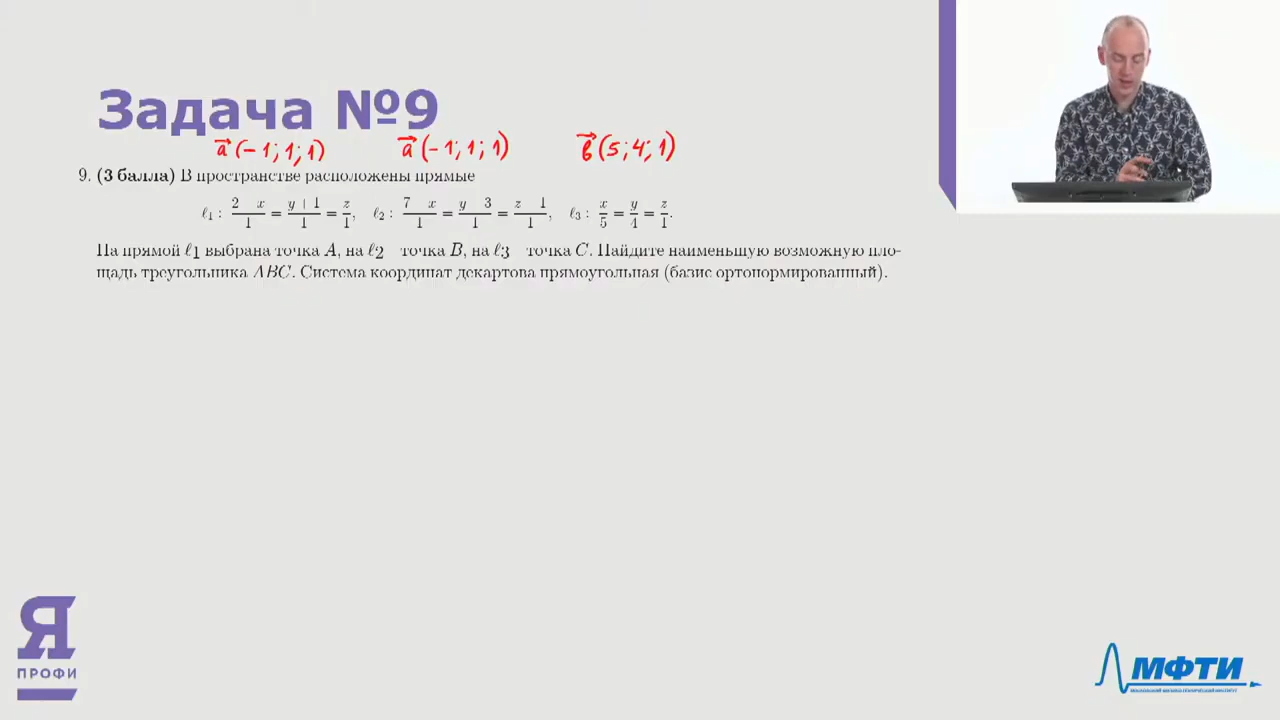 Задача №9
a (-1; 1; 1) a (-1; 1; 1) b (5; 4; 1)
9. (3 балла) В пространстве расположены прямые
ℓ1 : 2 x / 1 = y + 1 / 1 = z / 1, ℓ2 : 7 x / 1 = y 3 / 1 = z 1 / 1, ℓ3 : x / 5 = y / 4 = z / 1.
На прямой ℓ1 выбрана точка A, на ℓ2 точка B, на ℓ3 точка C. Найдите наименьшую возможную пло-
щадь треугольника ABC. Система координат декартова прямоугольная (базис ортонормированный).
Я
ПРОФИ
МФТИ